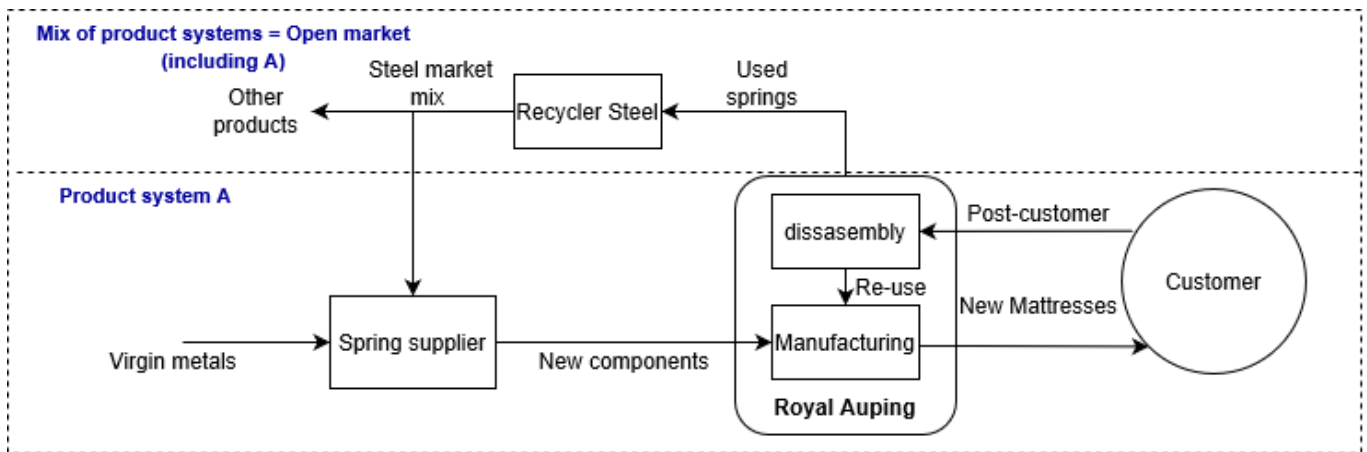 Mix of product systems = Open market
(including A)
Steel market
mix
Used
springs
Other
products
Recycler Steel
Product system A
dissasembly
Post-customer
Customer
Re-use
New Mattresses
Virgin metals
Spring supplier
New components
Manufacturing
Royal Auping